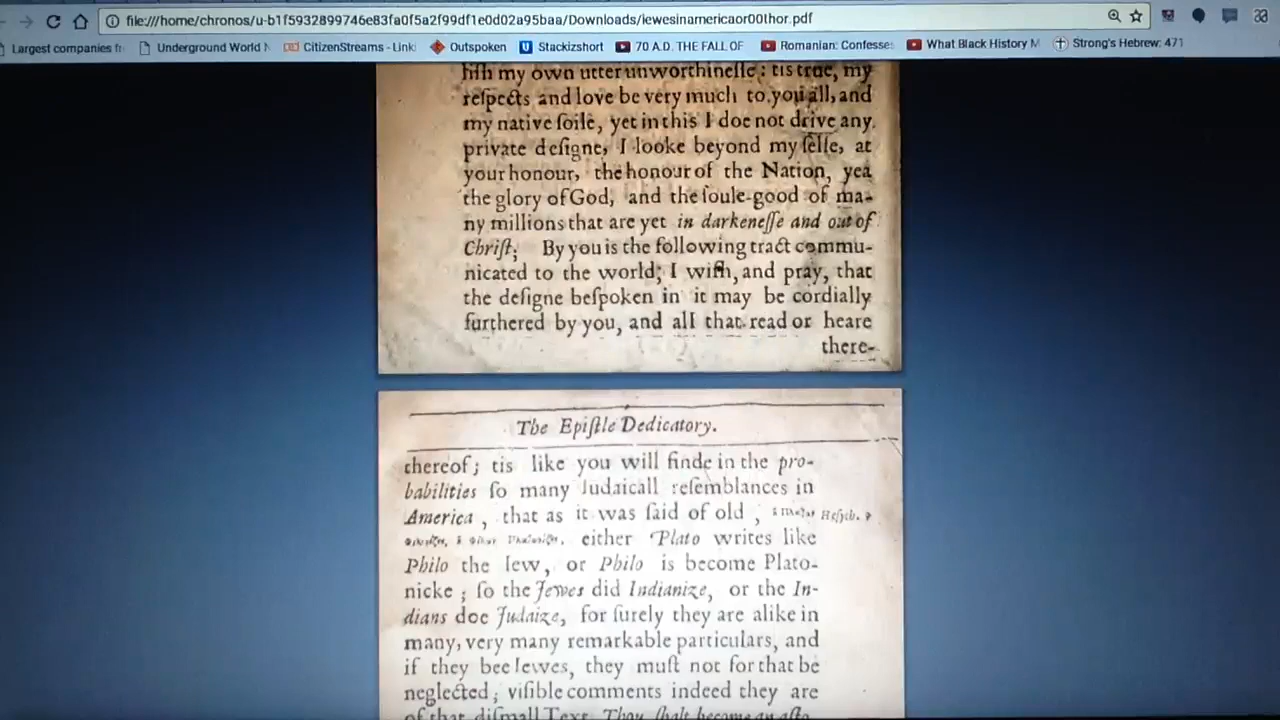 file:///home/chronos/u-b1f5932899746e83fa0f5a2f99df1e0d02a95baa/Downloads/iewesinamericaor00thor.pdf
Largest companies fr
Underground World N
CitizenStreams - Link
Outspoken
Stackizshort
70 A.D. THE FALL OF
Romanian: Confesse
What Black History M
Strong's Hebrew: 471
lish my own utter unworthinesse : tis true, my
reſpects and love be very much to you all, and
my native ſoile, yet in this I doe not drive any
private deſigne, I looke beyond my ſelfe, at
your honour, the honour of the Nation, yea
the glory of God, and the ſoule-good of ma-
ny millions that are yet in darkeneſſe and out of
Chriſt; By you is the following tract commu-
nicated to the world; I wiſh, and pray, that
the deſigne beſpoken in it may be cordially
furthered by you, and all that read or heare
there-
The Epiſtle Dedicatory.
thereof; tis like you will finde in the pro-
babilities ſo many Iudaicall reſemblances in
America, that as it was ſaid of old, Heſych.
either Plato writes like
Philo the Iew, or Philo is become Plato-
nicke; ſo the Jewes did Indianize, or the In-
dians doe Judaize, for ſurely they are alike in
many, very many remarkable particulars, and
if they bee Iewes, they muſt not for that be
neglected; viſible comments indeed they are
of that diſmall Text, Thou ſhalt become an aſto-